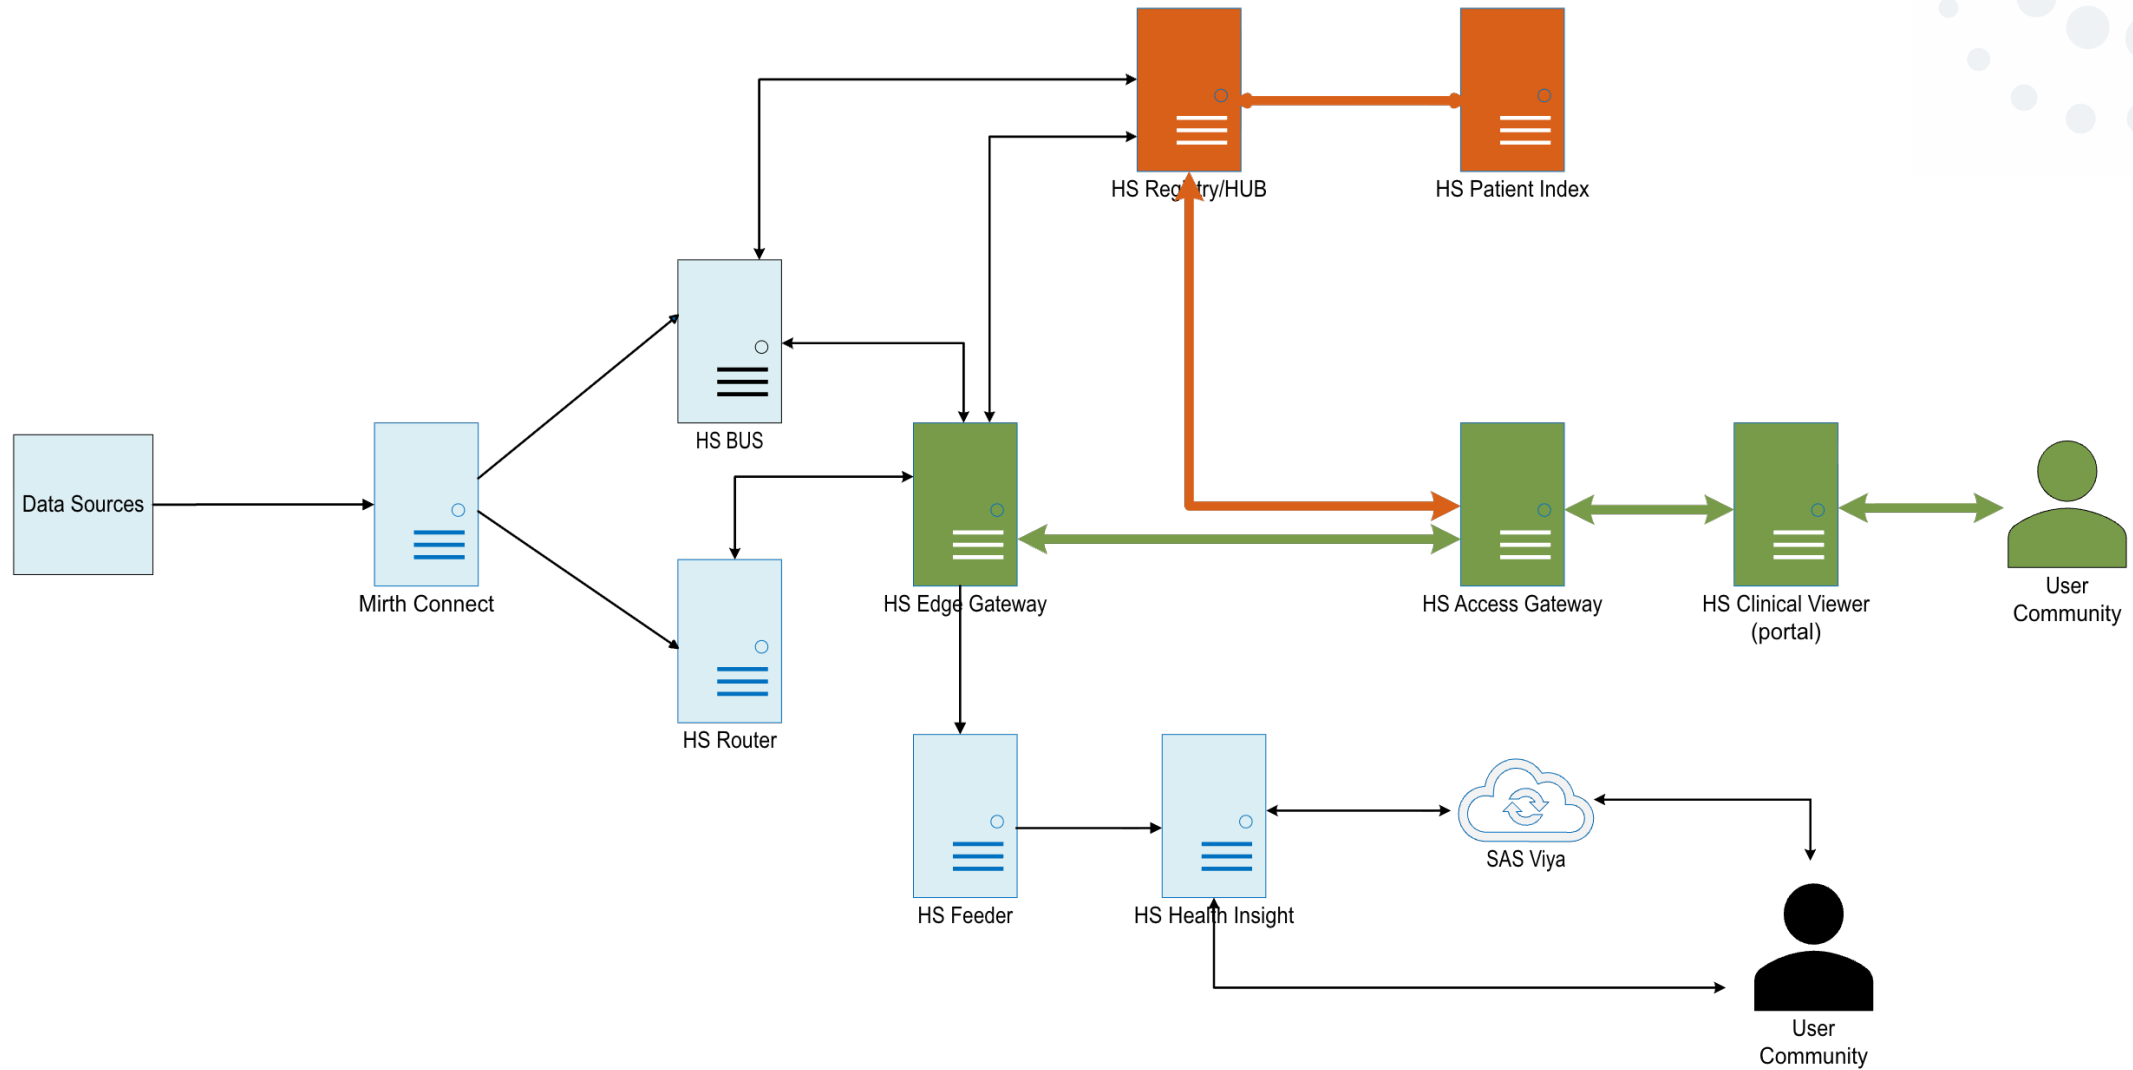 HS Registry/HUB
HS Patient Index
HS BUS
Data Sources
Mirth Connect
HS Edge Gateway
HS Access Gateway
HS Clinical Viewer
(portal)
User
Community
HS Router
HS Feeder
HS Health Insight
SAS Viya
User
Community